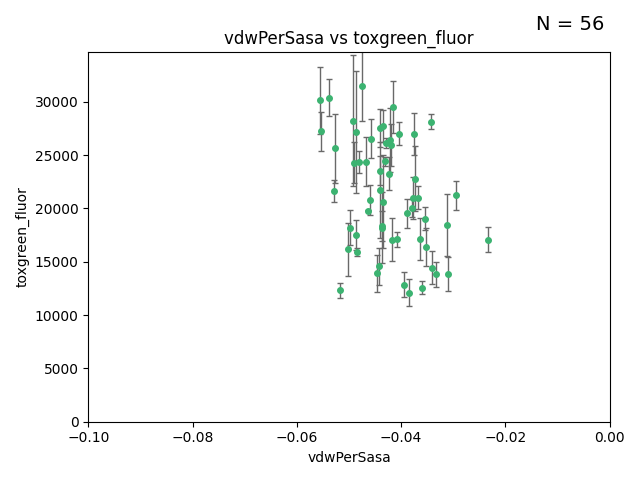 N = 56
vdwPerSasa vs toxgreen_fluor
30000
25000
20000
15000
10000
5000
0
toxgreen_fluor
−0.10 −0.08 −0.06 −0.04 −0.02 0.00
vdwPerSasa